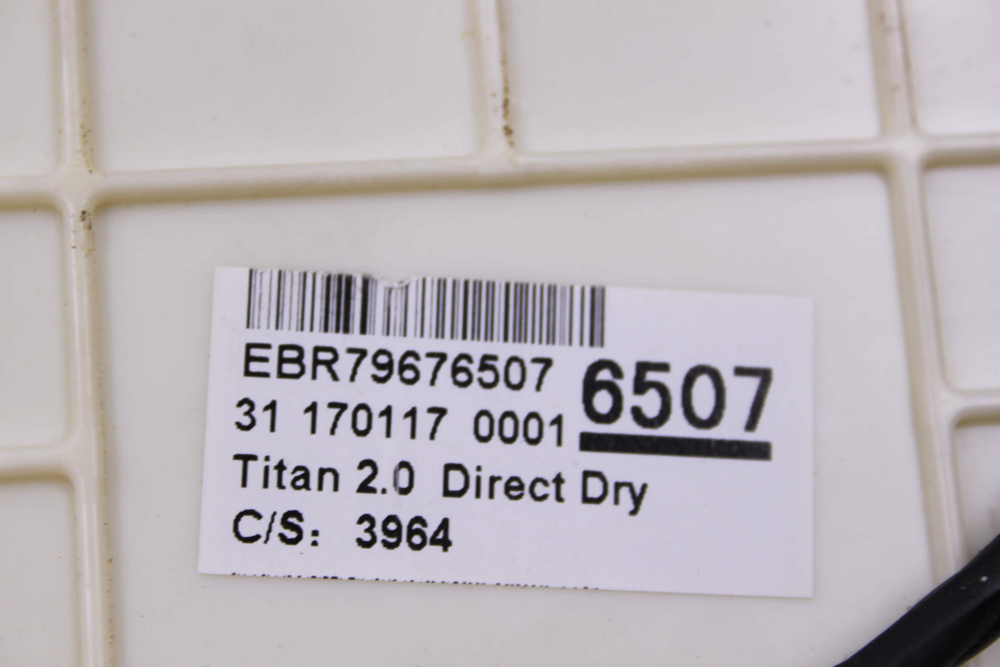 EBR79676507
6507
31 170117 0001
Titan 2.0 Direct Dry
C/S: 3964